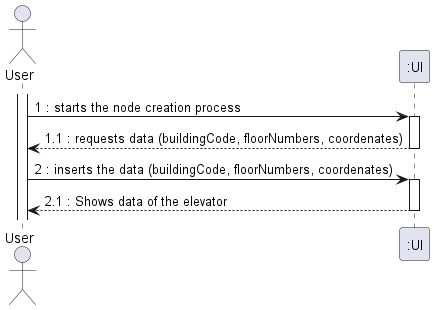 User
:UI
1 : starts the node creation process
1.1 : requests data (buildingCode, floorNumbers, coordenates)
2 : inserts the data (buildingCode, floorNumbers, coordenates)
2.1 : Shows data of the elevator
User
:UI